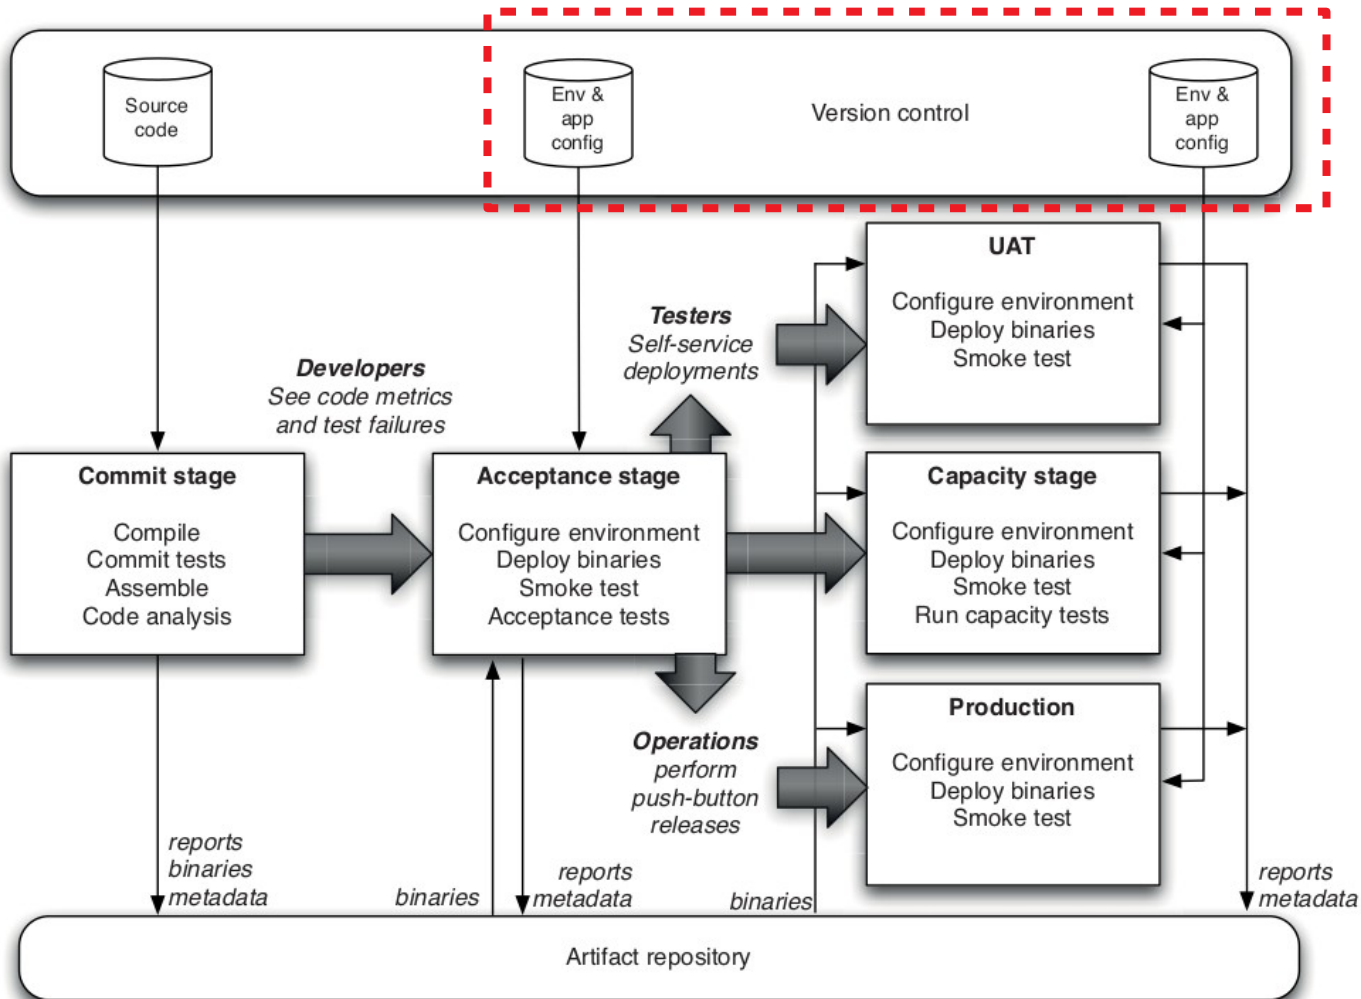 Source
code
Env &
app
config
Version control
Env &
app
config
UAT
Configure environment
Deploy binaries
Smoke test
Testers
Self-service
deployments
Developers
See code metrics
and test failures
Commit stage
Compile
Commit tests
Assemble
Code analysis
Acceptance stage
Configure environment
Deploy binaries
Smoke test
Acceptance tests
Capacity stage
Configure environment
Deploy binaries
Smoke test
Run capacity tests
Operations
perform
push-button
releases
Production
Configure environment
Deploy binaries
Smoke test
reports
binaries
metadata
binaries
reports
metadata
binaries
reports
metadata
Artifact repository